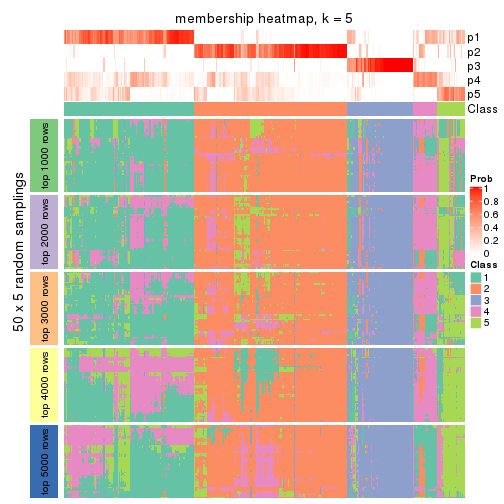 membership heatmap, k = 5
p1
p2
p3
p4
p5
Class
50 x 5 random samplings
top 1000 rows
top 2000 rows
top 3000 rows
top 4000 rows
top 5000 rows
Prob
1
0.8
0.6
0.4
0.2
0
Class
1
2
3
4
5